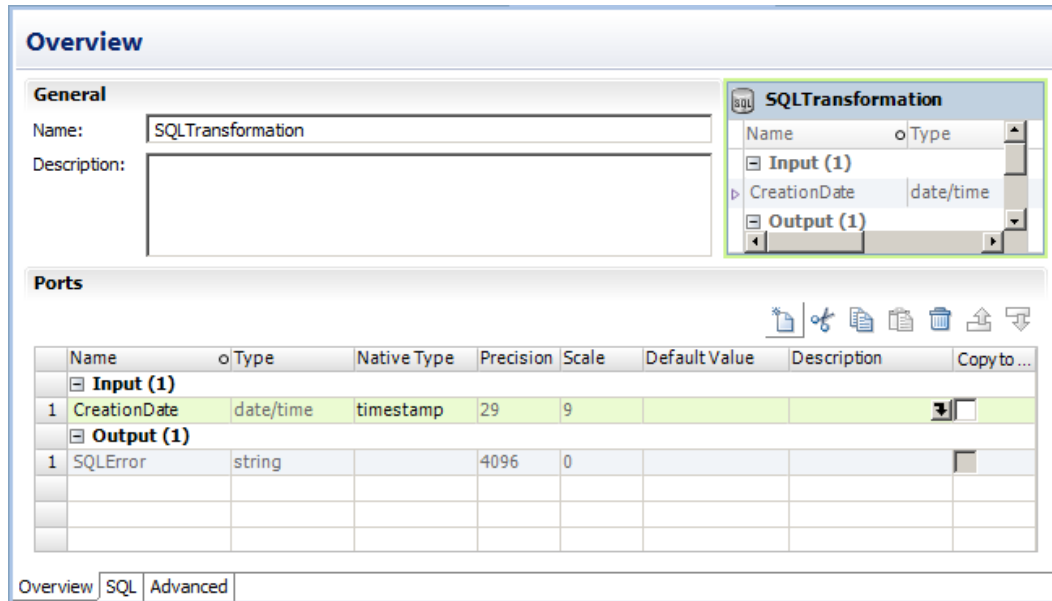 Overview
General
Name: SQLTransformation
Description:
SQL SQLTransformation
Name Type
Input (1)
CreationDate date/time
Output (1)
Ports
Name Type Native Type Precision Scale Default Value Description Copy to ...
Input (1)
1 CreationDate date/time timestamp 29 9
Output (1)
1 SQLError string 4096 0
Overview SQL Advanced